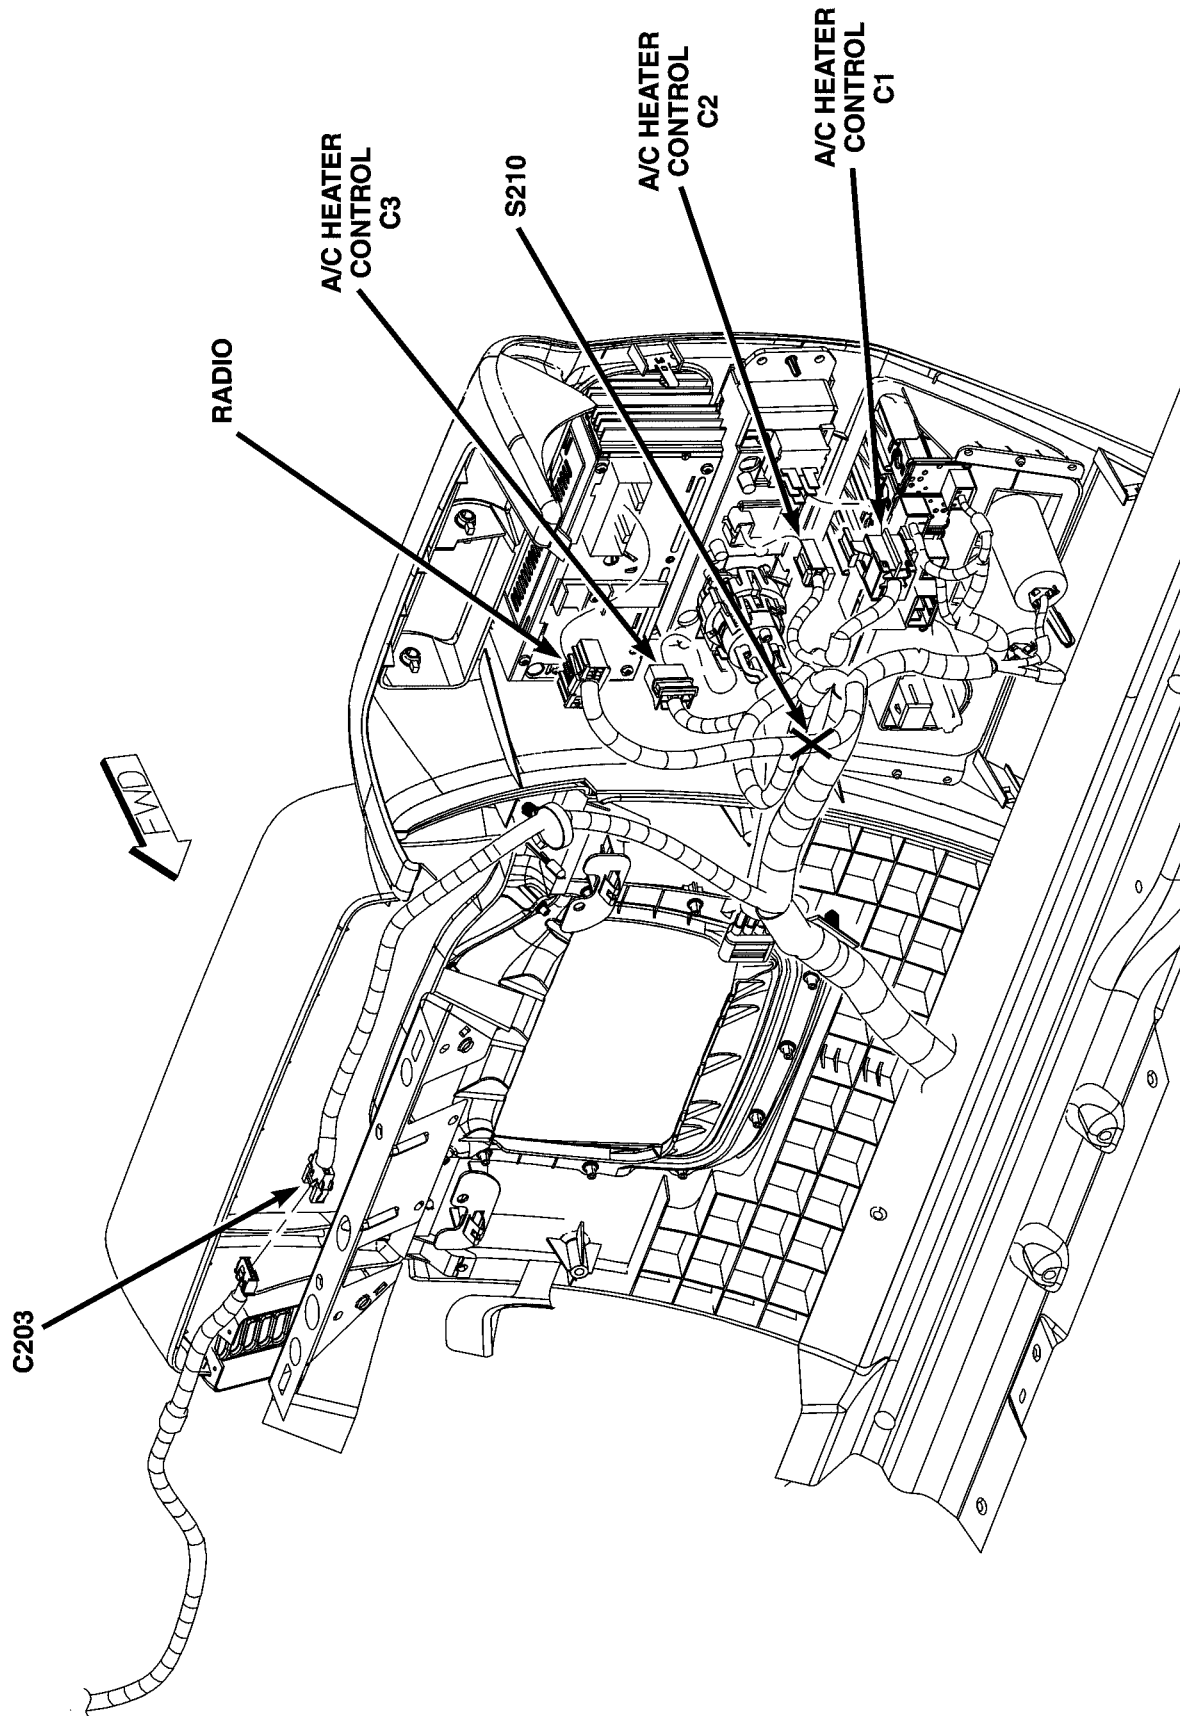 C203
FWD
RADIO
A/C HEATER
CONTROL
C3
S210
A/C HEATER
CONTROL
C2
A/C HEATER
CONTROL
C1